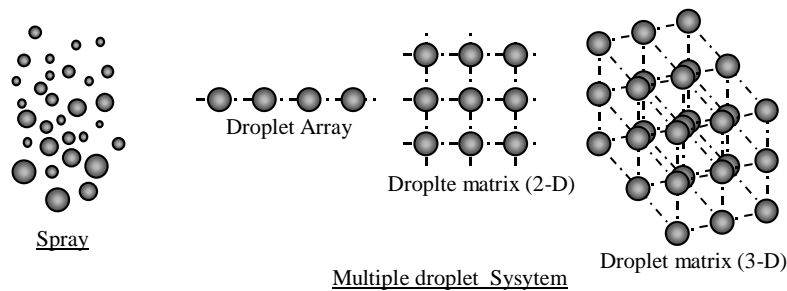 Droplet Array
Droplte matrix (2-D)
Spray
Droplet matrix (3-D)
Multiple droplet  Sysytem